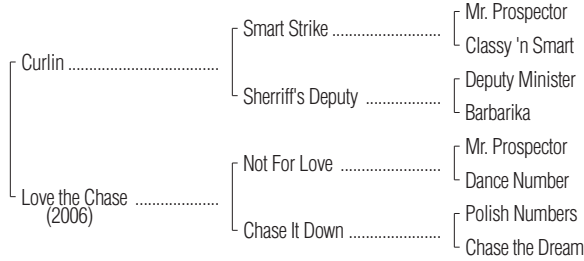 Mr. Prospector
Smart Strike ......................
Classy 'n Smart
Curlin ....................................
Deputy Minister
Sherriff's Deputy ...............
Barbarika
Mr. Prospector
Not For Love ....................
Dance Number
Love the Chase ....................
(2006)
Polish Numbers
Chase It Down ...................
Chase the Dream